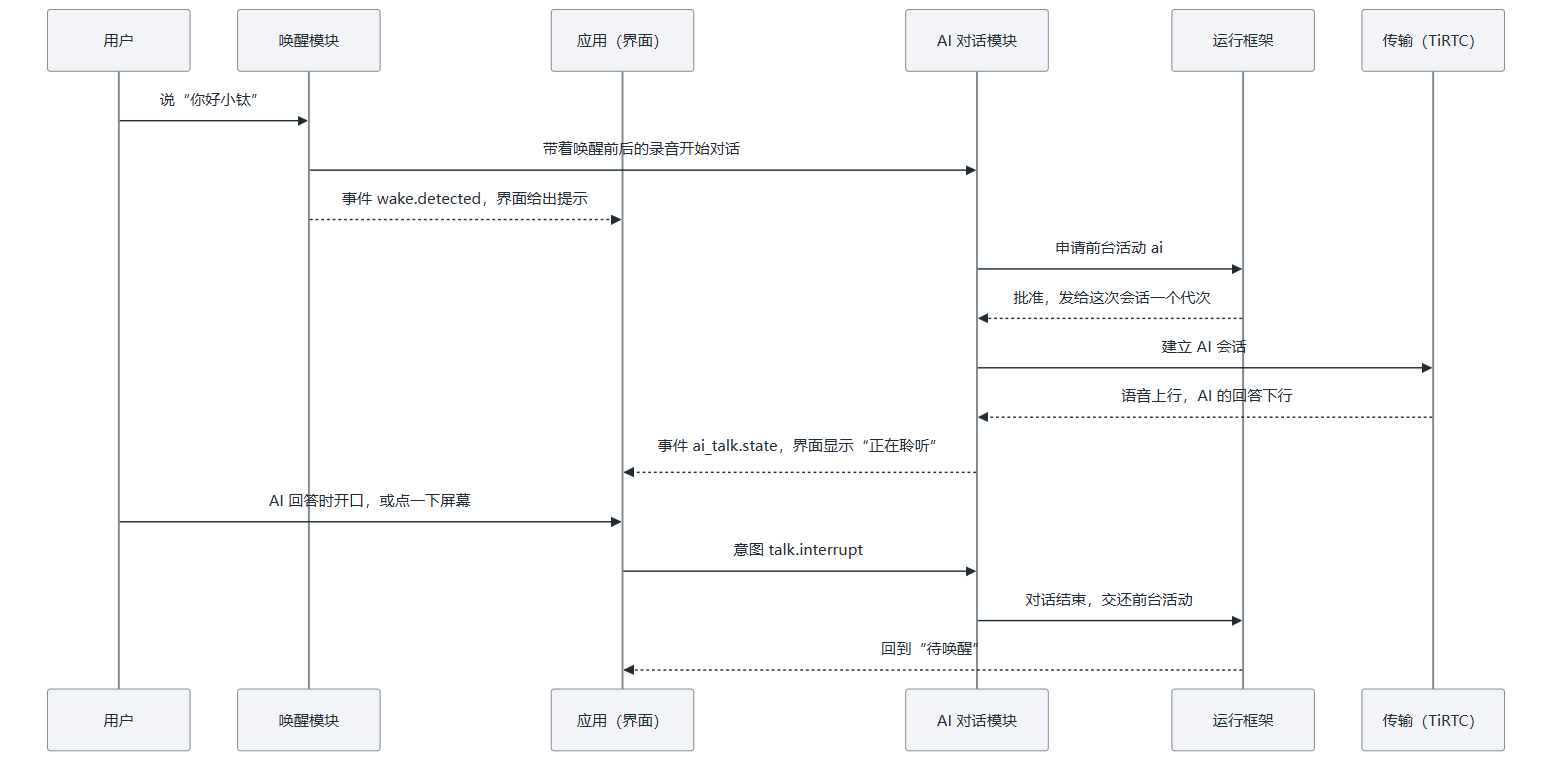 用户
唤醒模块
应用（界面）
AI 对话模块
运行框架
传输（TiRTC）
说“你好小钛”
带着唤醒前后的录音开始对话
事件 wake.detected，界面给出提示
申请前台活动 ai
批准，发给这次会话一个代次
建立 AI 会话
语音上行，AI 的回答下行
事件 ai_talk.state，界面显示“正在聆听”
AI 回答时开口，或点一下屏幕
意图 talk.interrupt
对话结束，交还前台活动
回到“待唤醒”
用户
唤醒模块
应用（界面）
AI 对话模块
运行框架
传输（TiRTC）